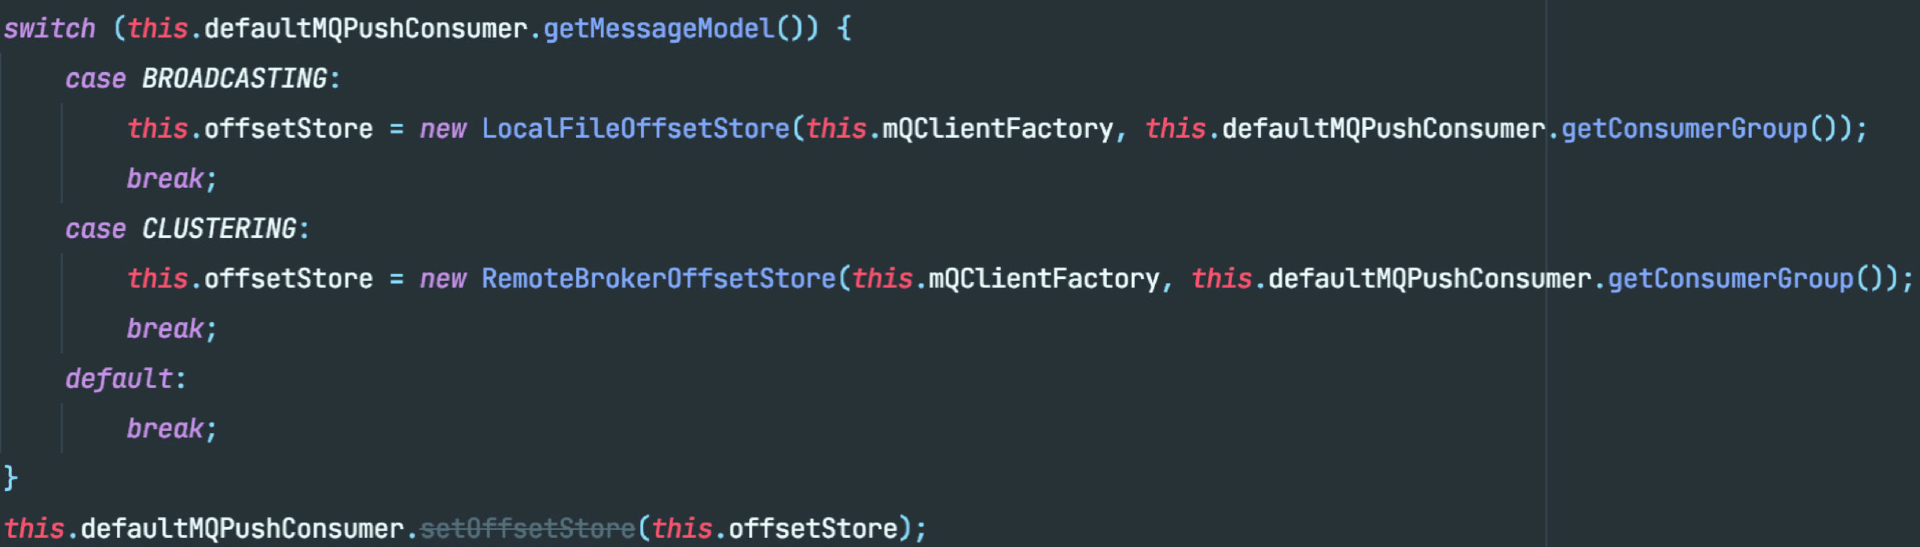 switch (this.defaultMQPushConsumer.getMessageModel()) {
    case BROADCASTING:
        this.offsetStore = new LocalFileOffsetStore(this.mQClientFactory, this.defaultMQPushConsumer.getConsumerGroup());
        break;
    case CLUSTERING:
        this.offsetStore = new RemoteBrokerOffsetStore(this.mQClientFactory, this.defaultMQPushConsumer.getConsumerGroup());
        break;
    default:
        break;
}
this.defaultMQPushConsumer.setOffsetStore(this.offsetStore);